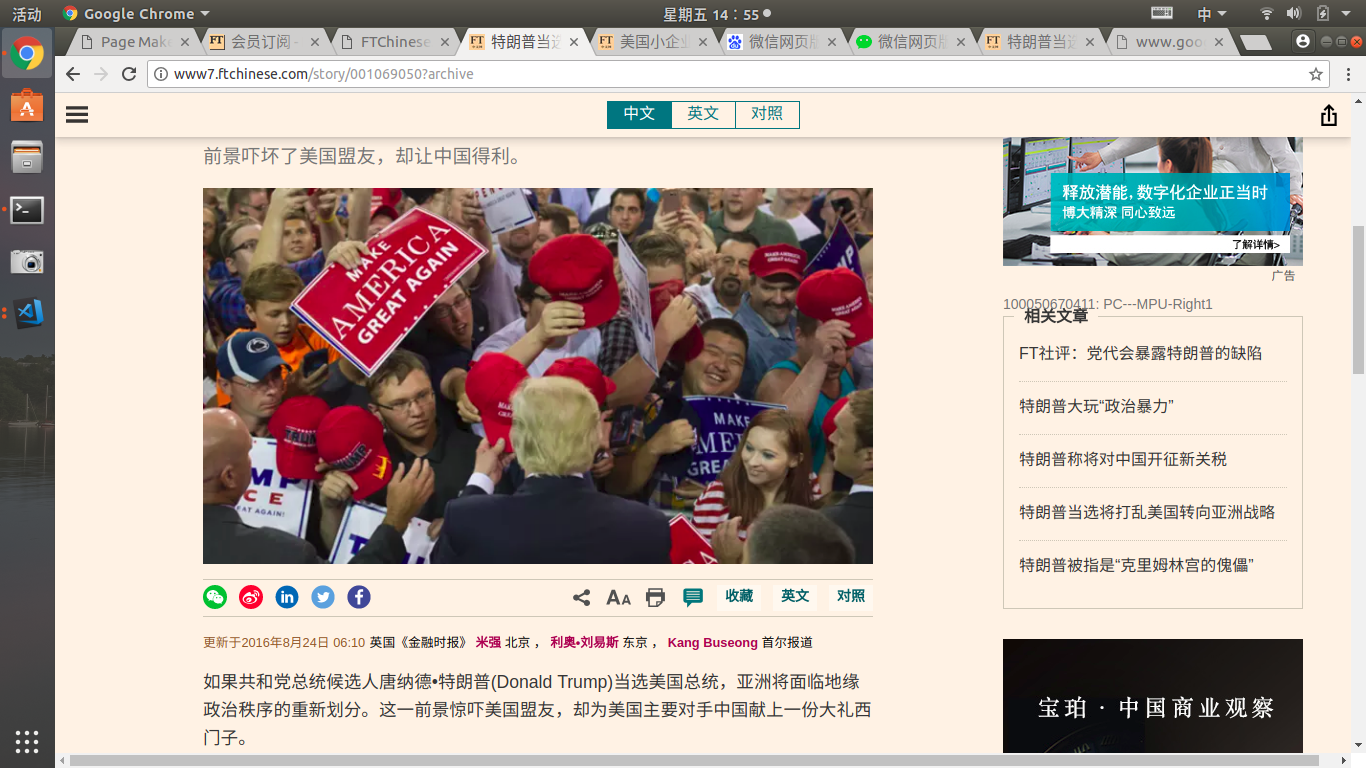 活动
Google Chrome
星期五 14：55
中
Page Mak
会员订阅 -
FTChinese
特朗普当选
美国小企业
微信网页版
微信网页版
特朗普当选
www.goo
www7.ftchinese.com/story/001069050?archive
中文
英文
对照
前景吓坏了美国盟友，却让中国得利。
MAKE
AMERICA
GREAT AGAIN
释放潜能, 数字化企业正当时
博大精深 同心致远
了解详情>
广告
100050670411: PC---MPU-Right1
相关文章
FT社评：党代会暴露特朗普的缺陷
特朗普大玩“政治暴力”
特朗普称将对中国开征新关税
特朗普当选将打乱美国转向亚洲战略
特朗普被指是“克里姆林宫的傀儡”
收藏
英文
对照
更新于2016年8月24日 06:10 英国《金融时报》 米强 北京 ， 利奥•刘易斯 东京 ， Kang Buseong 首尔报道
如果共和党总统候选人唐纳德•特朗普(Donald Trump)当选美国总统，亚洲将面临地缘
政治秩序的重新划分。这一前景惊吓美国盟友，却为美国主要对手中国献上一份大礼西
门子。
宝珀 · 中国商业观察